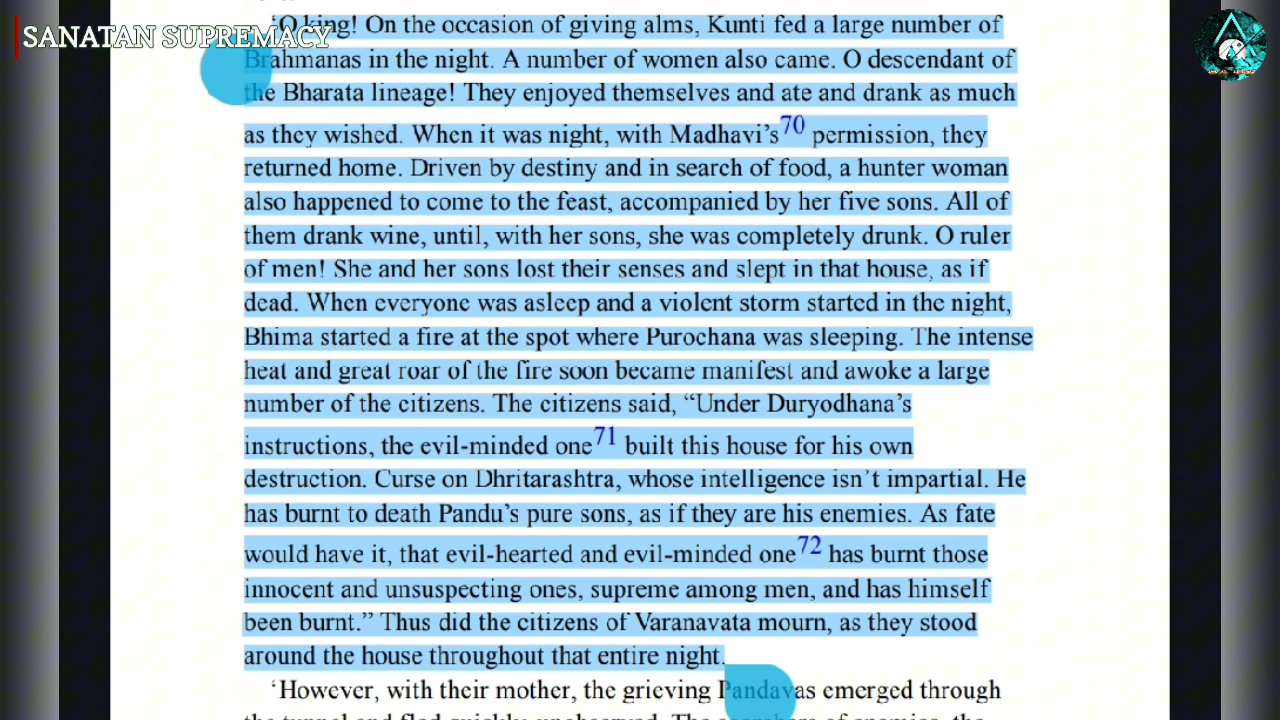 SANATAN SUPREMACY
‘O king! On the occasion of giving alms, Kunti fed a large number of
Brahmanas in the night. A number of women also came. O descendant of
the Bharata lineage! They enjoyed themselves and ate and drank as much
as they wished. When it was night, with Madhavi’s70 permission, they
returned home. Driven by destiny and in search of food, a hunter woman
also happened to come to the feast, accompanied by her five sons. All of
them drank wine, until, with her sons, she was completely drunk. O ruler
of men! She and her sons lost their senses and slept in that house, as if
dead. When everyone was asleep and a violent storm started in the night,
Bhima started a fire at the spot where Purochana was sleeping. The intense
heat and great roar of the fire soon became manifest and awoke a large
number of the citizens. The citizens said, “Under Duryodhana’s
instructions, the evil-minded one71 built this house for his own
destruction. Curse on Dhritarashtra, whose intelligence isn’t impartial. He
has burnt to death Pandu’s pure sons, as if they are his enemies. As fate
would have it, that evil-hearted and evil-minded one72 has burnt those
innocent and unsuspecting ones, supreme among men, and has himself
been burnt.” Thus did the citizens of Varanavata mourn, as they stood
around the house throughout that entire night.
‘However, with their mother, the grieving Pandavas emerged through